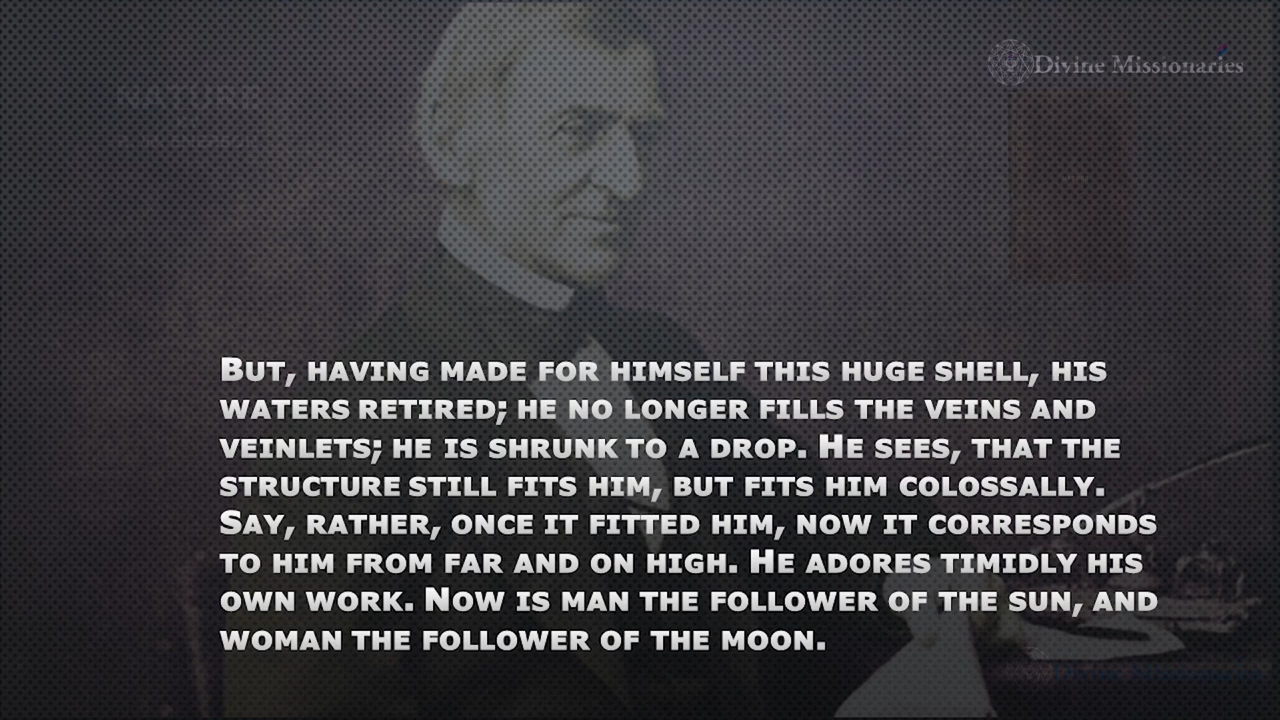 NATURE
Divine Missionaries
But, having made for himself this huge shell, his
waters retired; he no longer fills the veins and
veinlets; he is shrunk to a drop. He sees, that the
structure still fits him, but fits him colossally.
Say, rather, once it fitted him, now it corresponds
to him from far and on high. He adores timidly his
own work. Now is man the follower of the sun, and
woman the follower of the moon.